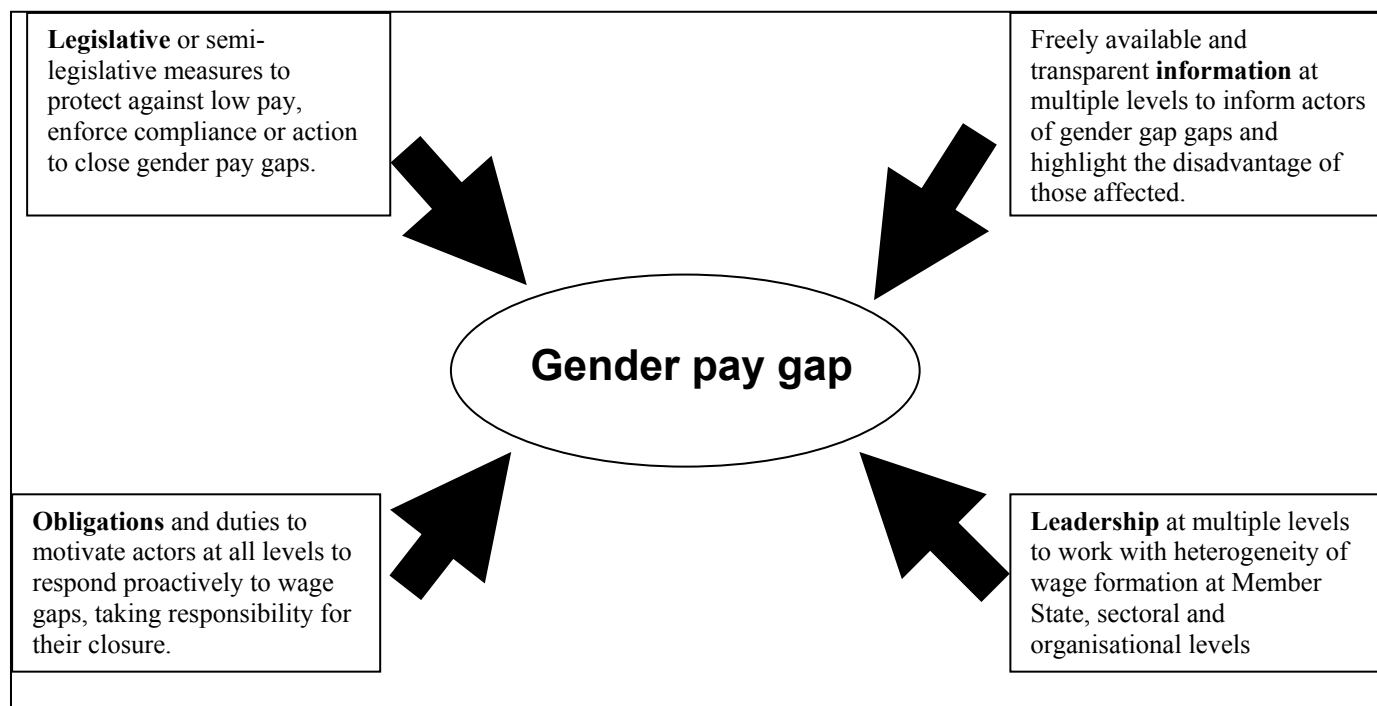 Legislative or semi-
legislative measures to
protect against low pay,
enforce compliance or action
to close gender pay gaps.
Freely available and
transparent information at
multiple levels to inform actors
of gender gap gaps and
highlight the disadvantage of
those affected.
Gender pay gap
Obligations and duties to
motivate actors at all levels to
respond proactively to wage
gaps, taking responsibility for
their closure.
Leadership at multiple levels
to work with heterogeneity of
wage formation at Member
State, sectoral and
organisational levels